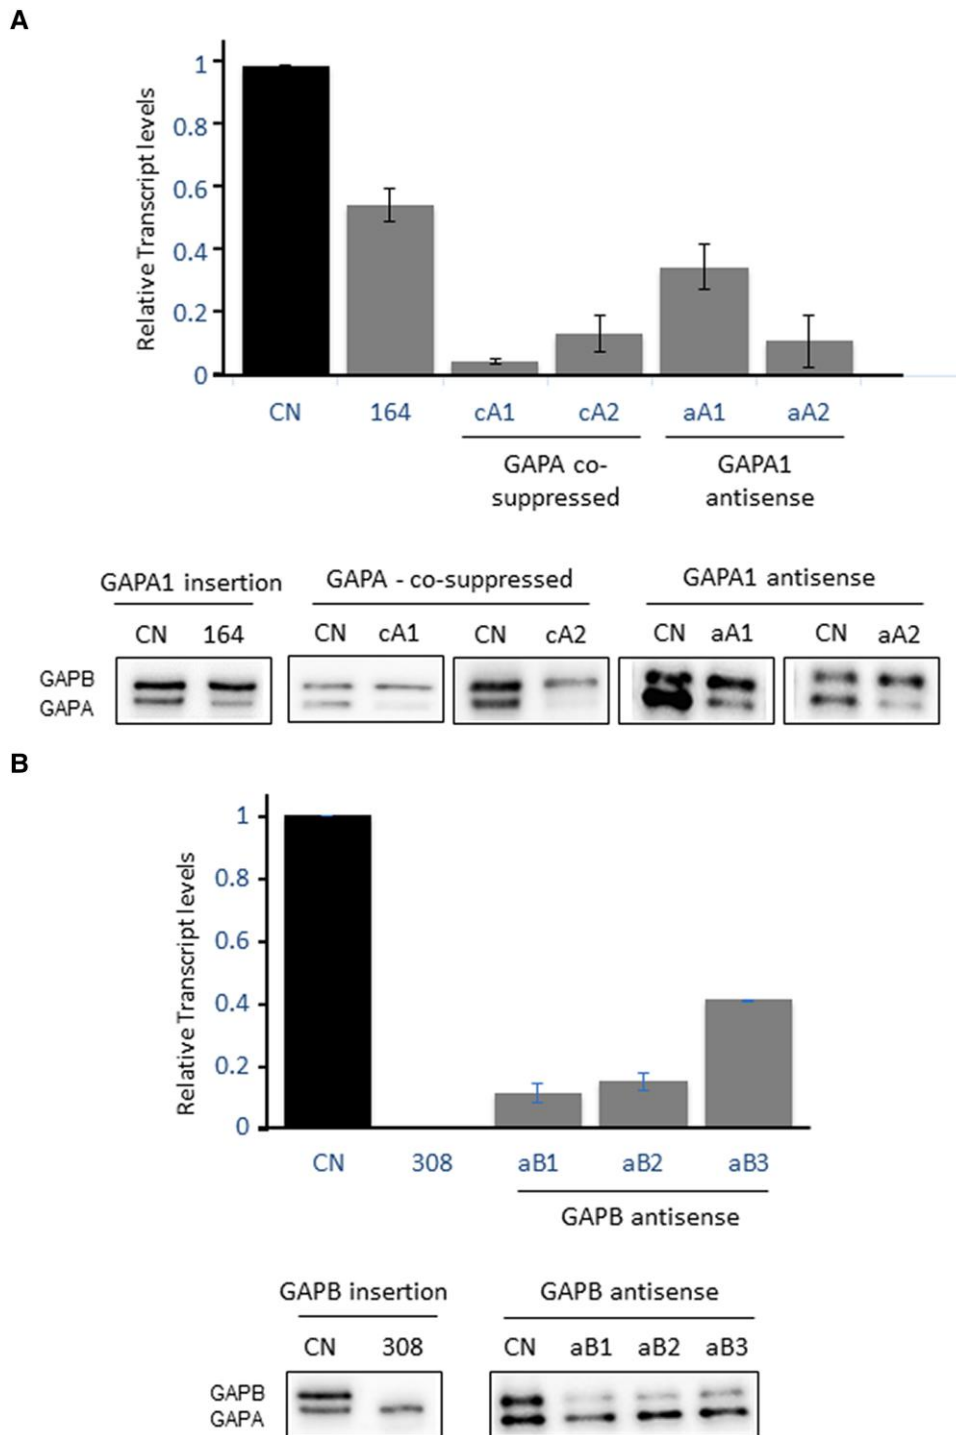 A
Relative Transcript levels
1
0.8
0.6
0.4
0.2
0
CN 164 cA1 cA2 aA1 aA2
GAPA co-
suppressed
GAPA1
antisense
GAPA1 insertion GAPA - co-suppressed GAPA1 antisense
CN 164 CN cA1 CN cA2 CN aA1 CN aA2
GAPB
GAPA
B
Relative Transcript levels
1
0.8
0.6
0.4
0.2
0
CN 308 aB1 aB2 aB3
GAPB antisense
GAPB insertion GAPB antisense
CN 308 CN aB1 aB2 aB3
GAPB
GAPA